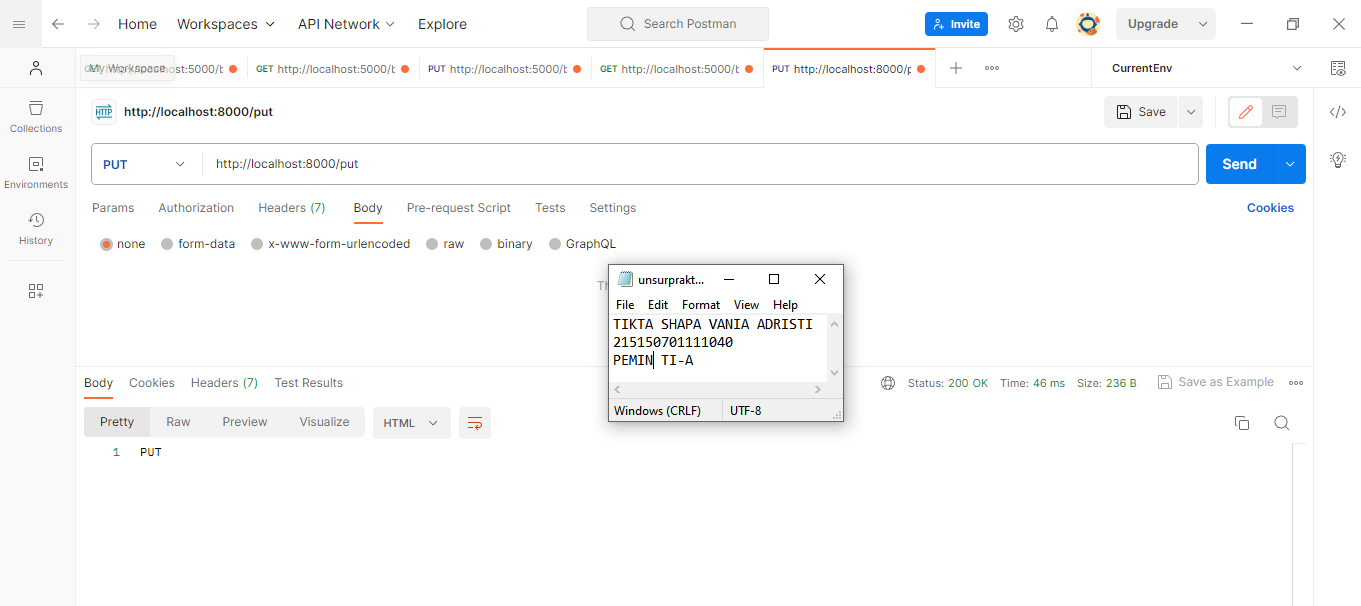 Home Workspaces API Network Explore Search Postman Invite Upgrade
My Workspace
GET http://localhost:5000/b
PUT http://localhost:5000/b
GET http://localhost:5000/b
PUT http://localhost:8000/p
CurrentEnv
Collections
Environments
History
HTTP http://localhost:8000/put
Save
PUT http://localhost:8000/put
Send
Params Authorization Headers (7) Body Pre-request Script Tests Settings Cookies
none form-data x-www-form-urlencoded raw binary GraphQL
unsurprakt...
File Edit Format View Help
TIKTA SHAPA VANIA ADRISTI
215150701111040
PEMIN TI-A
Windows (CRLF) UTF-8
Body Cookies Headers (7) Test Results
Status: 200 OK Time: 46 ms Size: 236 B Save as Example
Pretty Raw Preview Visualize HTML
1 PUT